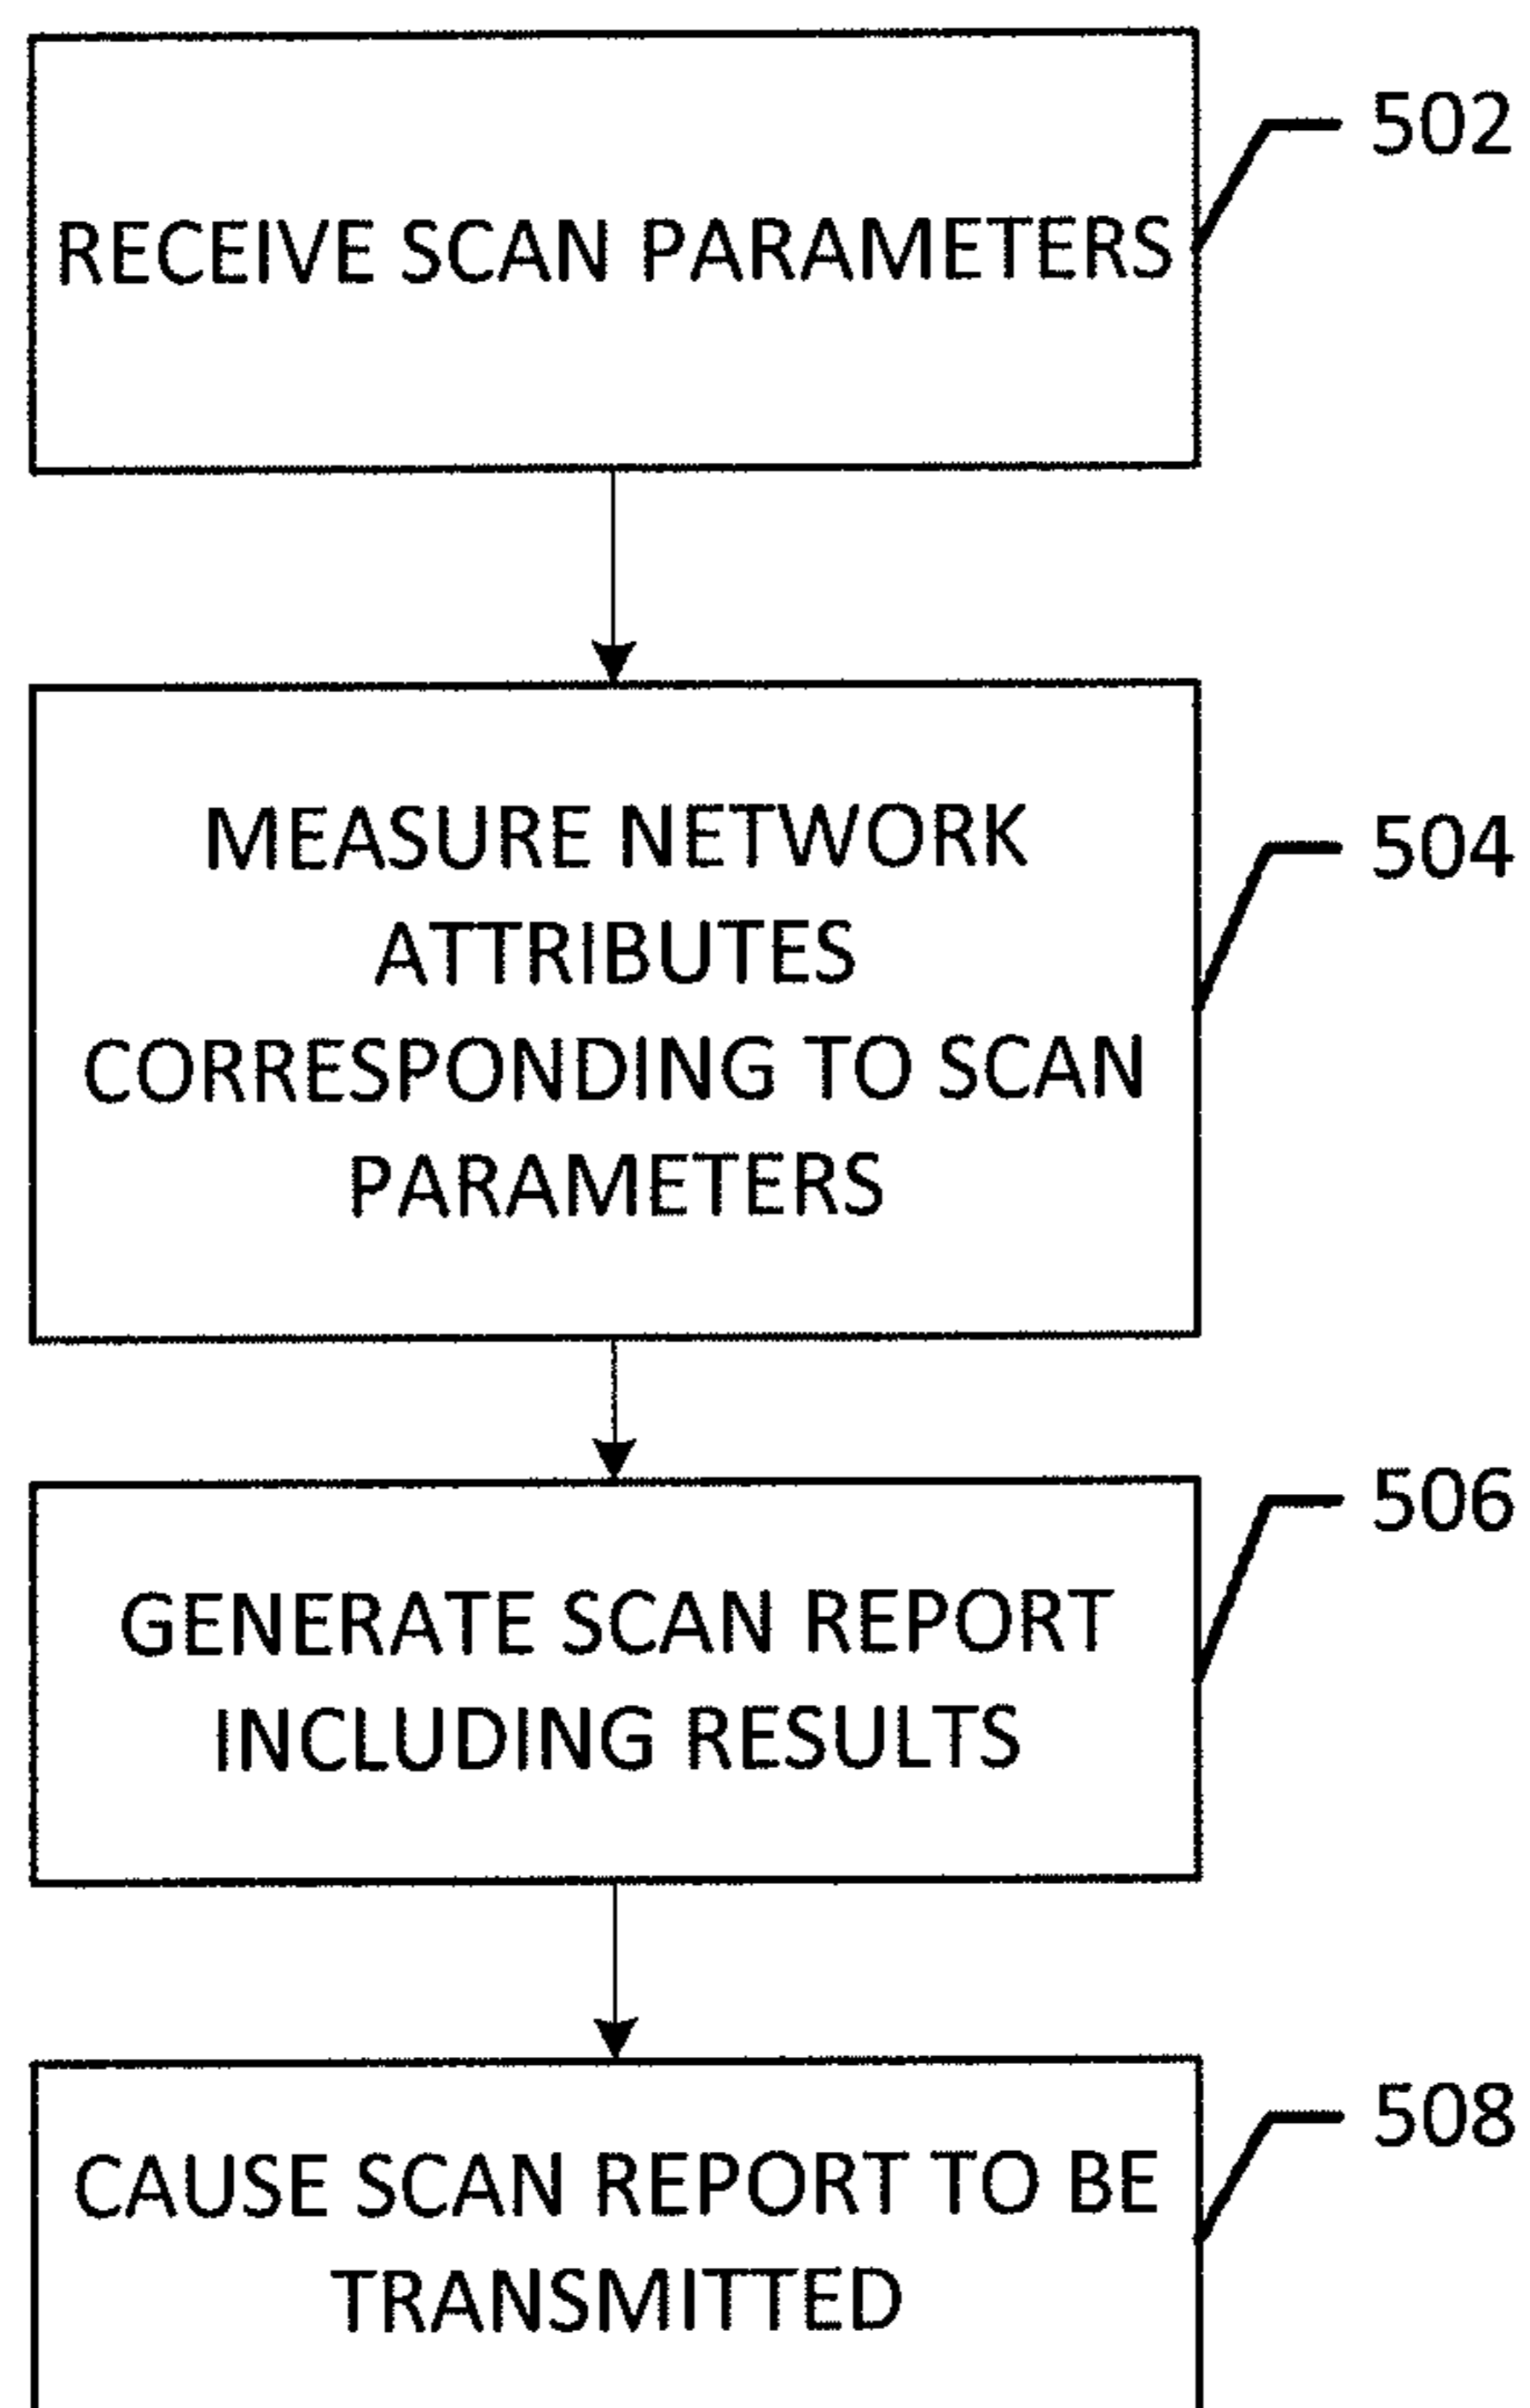 RECEIVE SCAN PARAMETERS
502
MEASURE NETWORK
ATTRIBUTES
CORRESPONDING TO SCAN
PARAMETERS
504
GENERATE SCAN REPORT
INCLUDING RESULTS
506
CAUSE SCAN REPORT TO BE
TRANSMITTED
508